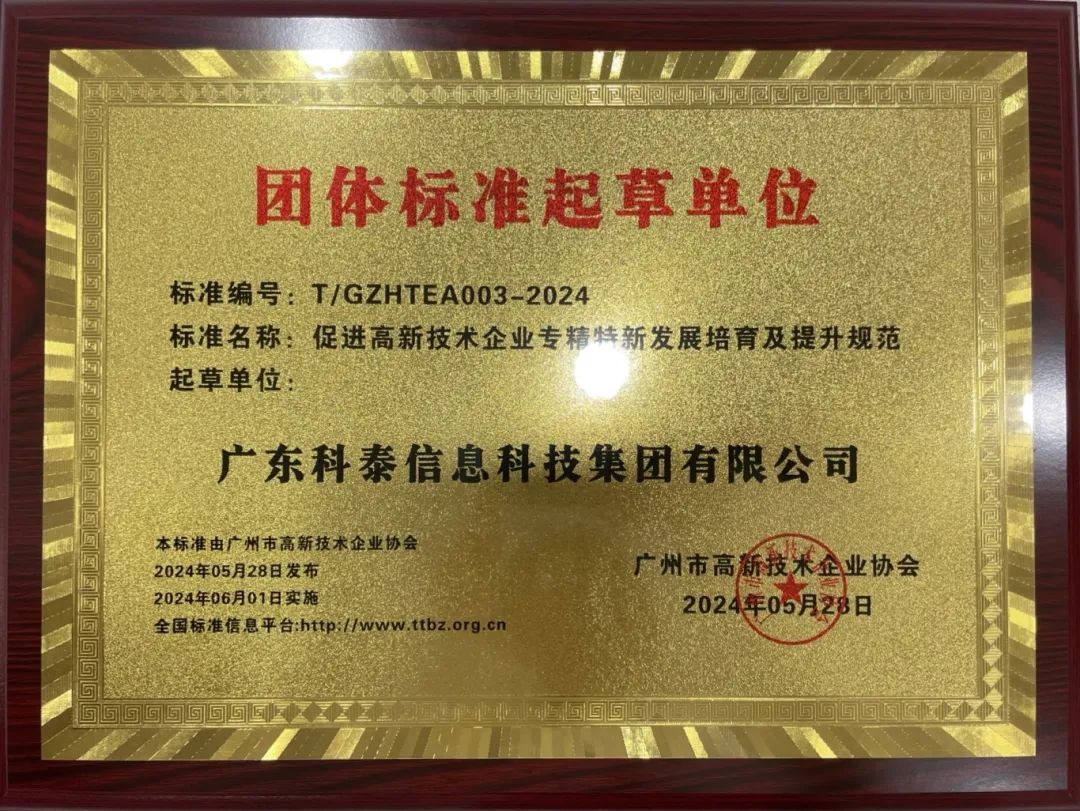 团体标准起草单位
标准编号：T/GZHTEA003-2024
标准名称：促进高新技术企业专精特新发展培育及提升规范
起草单位：
广东科泰信息科技集团有限公司
本标准由广州市高新技术企业协会
2024年05月28日发布
2024年06月01日实施
全国标准信息平台:http://www.ttbz.org.cn
广州市高新技术企业协会
2024年05月28日